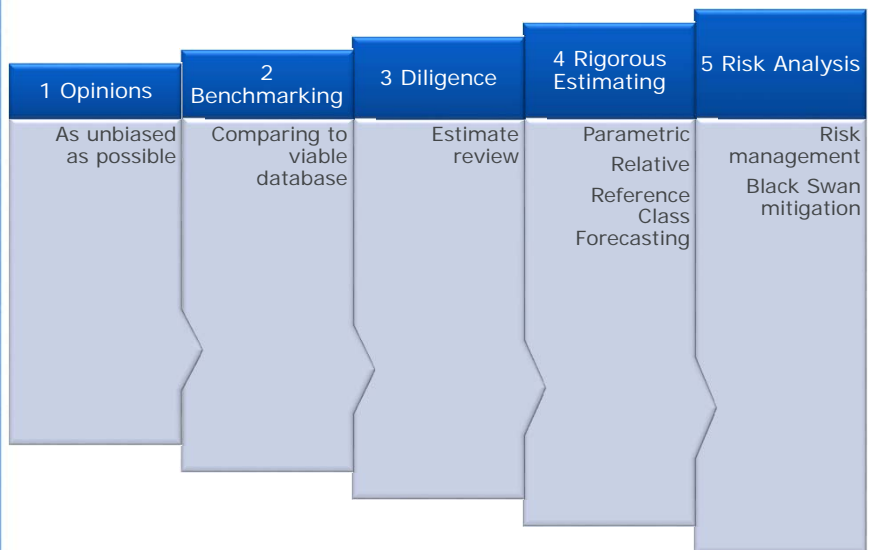 1 Opinions
As unbiased
as possible
2
Benchmarking
Comparing to
viable
database
3 Diligence
Estimate
review
4 Rigorous
Estimating
Parametric
Relative
Reference
Class
Forecasting
5 Risk Analysis
Risk
management
Black Swan
mitigation